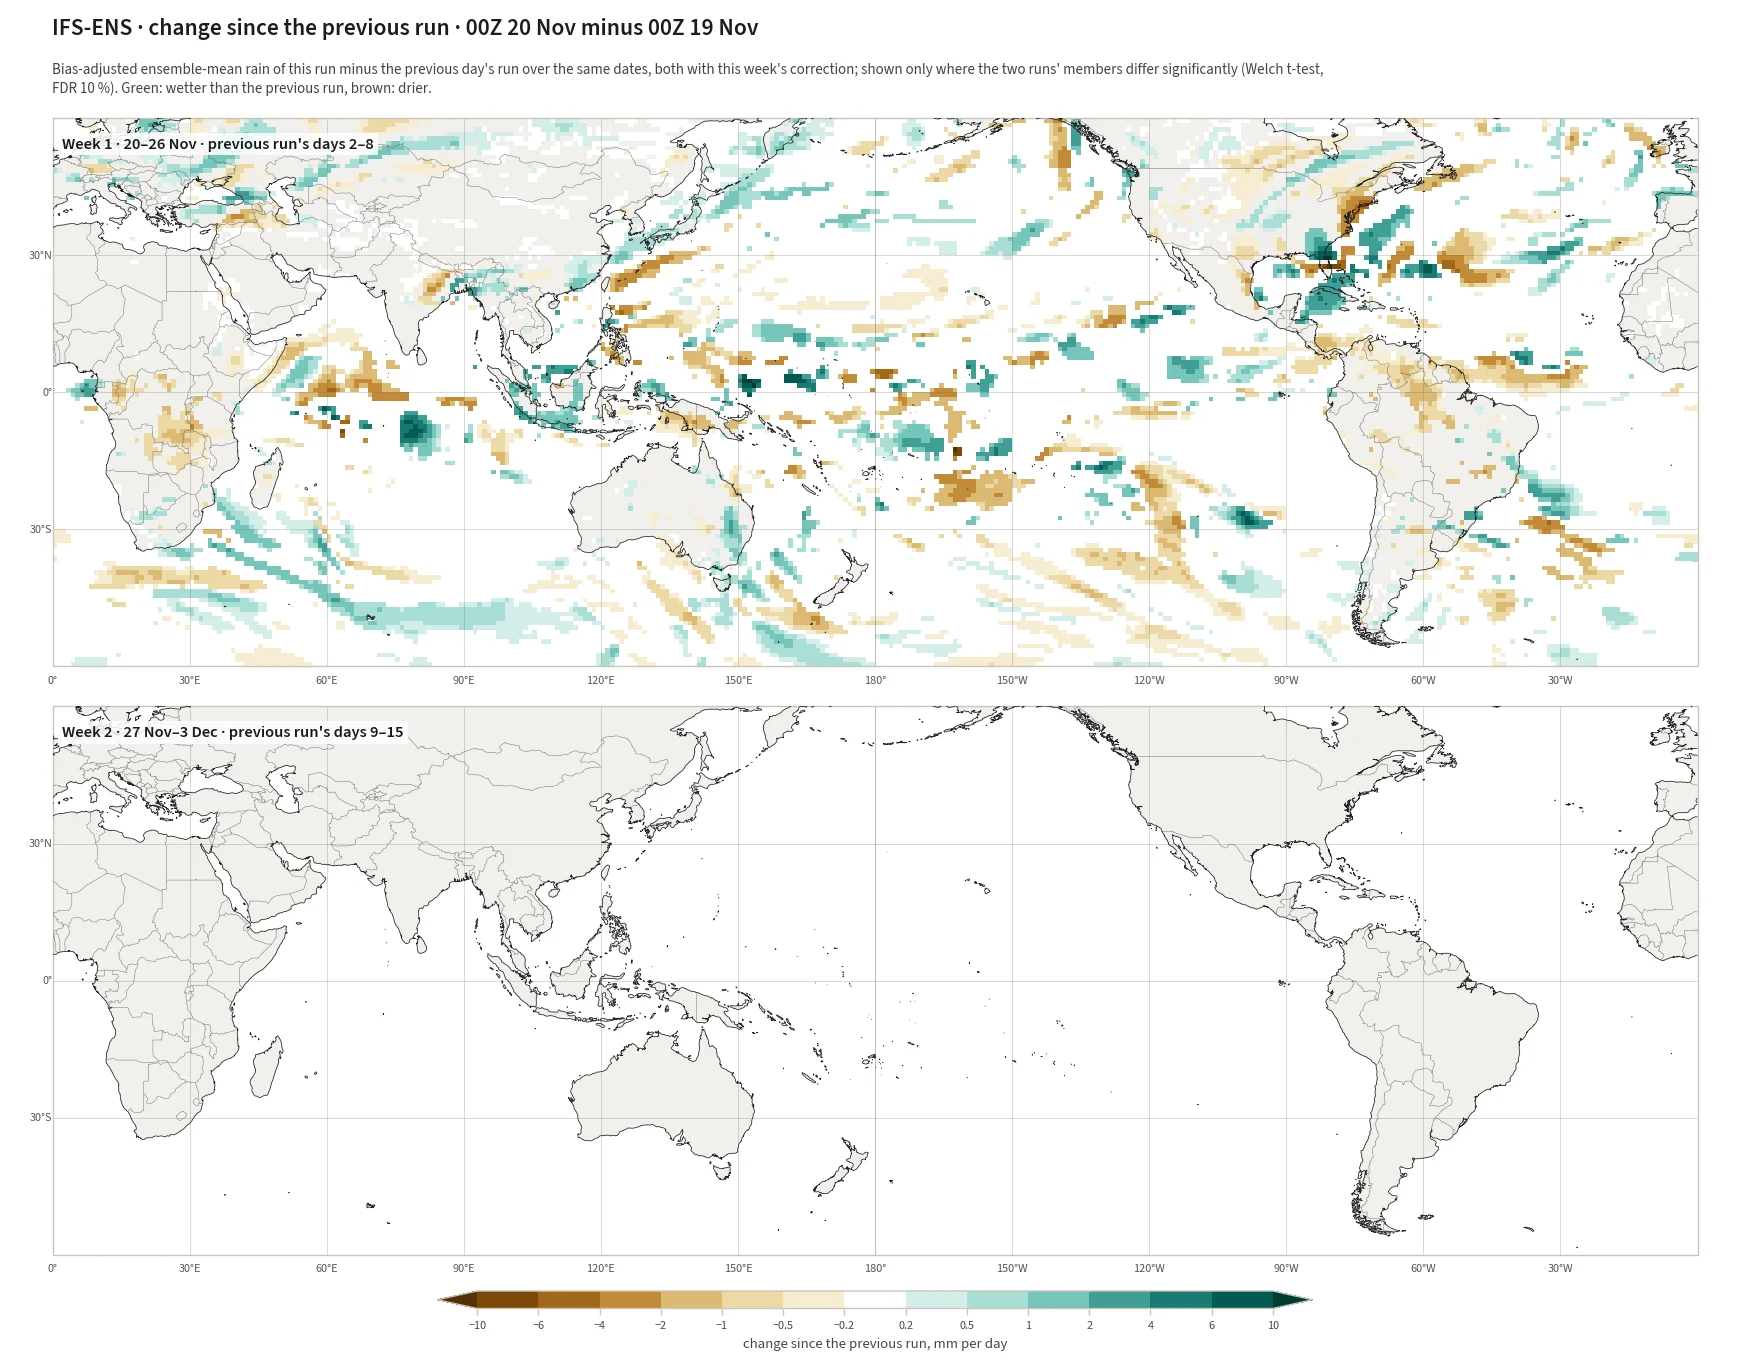 IFS-ENS · change since the previous run · 00Z 20 Nov minus 00Z 19 Nov
Bias-adjusted ensemble-mean rain of this run minus the previous day's run over the same dates, both with this week's correction; shown only where the two runs' members differ significantly (Welch t-test,
FDR 10 %). Green: wetter than the previous run, brown: drier.
Week 1 · 20–26 Nov · previous run's days 2–8
30°N
0°
30°S
0° 30°E 60°E 90°E 120°E 150°E 180° 150°W 120°W 90°W 60°W 30°W
Week 2 · 27 Nov–3 Dec · previous run's days 9–15
30°N
0°
30°S
0° 30°E 60°E 90°E 120°E 150°E 180° 150°W 120°W 90°W 60°W 30°W
−10 −6 −4 −2 −1 −0.5 −0.2 0.2 0.5 1 2 4 6 10
change since the previous run, mm per day